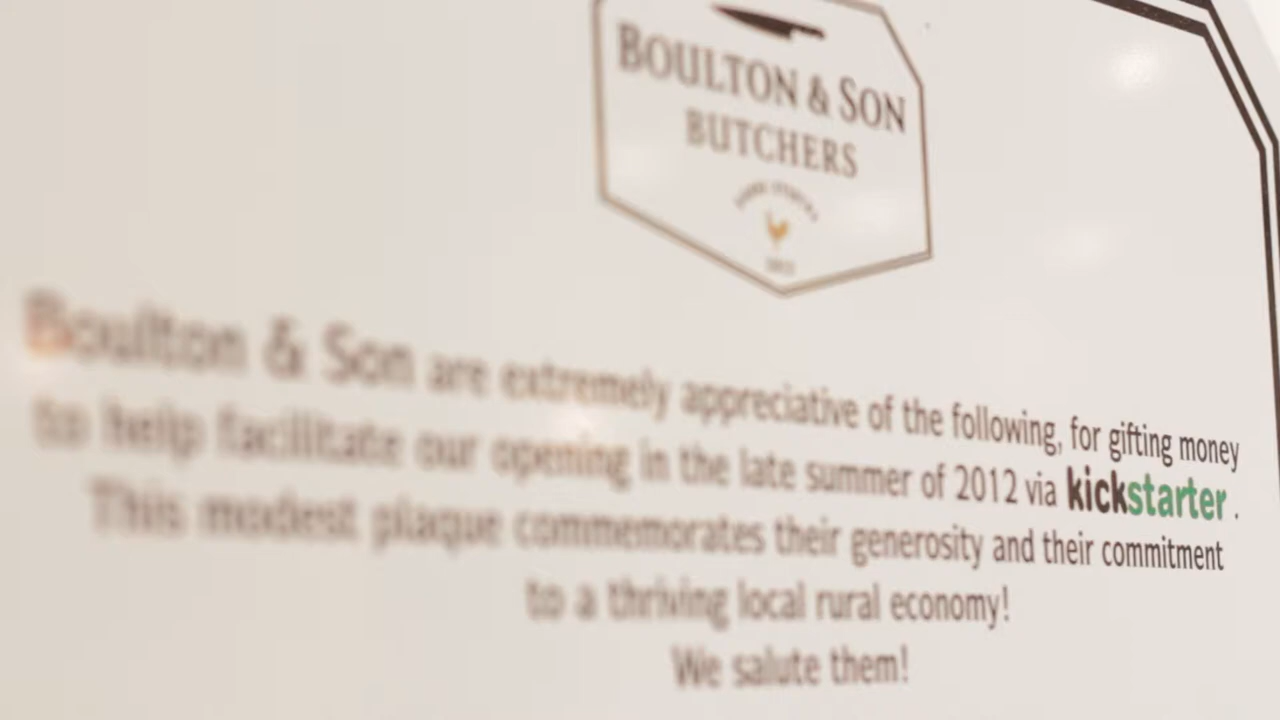 BOULTON & SON
BUTCHERS
Boulton & Son are extremely appreciative of the following, for gifting money
to help facilitate our opening in the late summer of 2012 via kickstarter.
This modest plaque commemorates their generosity and their commitment
to a thriving local rural economy!
We salute them!